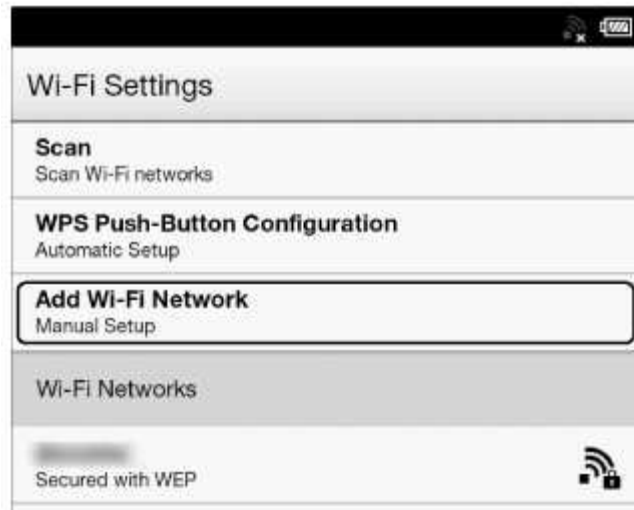 Wi-Fi Settings
Scan
Scan Wi-Fi networks
WPS Push-Button Configuration
Automatic Setup
Add Wi-Fi Network
Manual Setup
Wi-Fi Networks
Secured with WEP